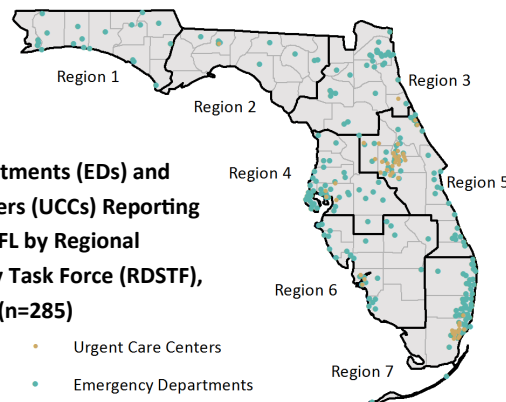 Region 1
Region 2
Region 3
Region 4
Region 5
tments (EDs) and
ers (UCCs) Reporting
FL by Regional
y Task Force (RDSTF),
(n=285)
Region 6
Urgent Care Centers
Region 7
Emergency Departments